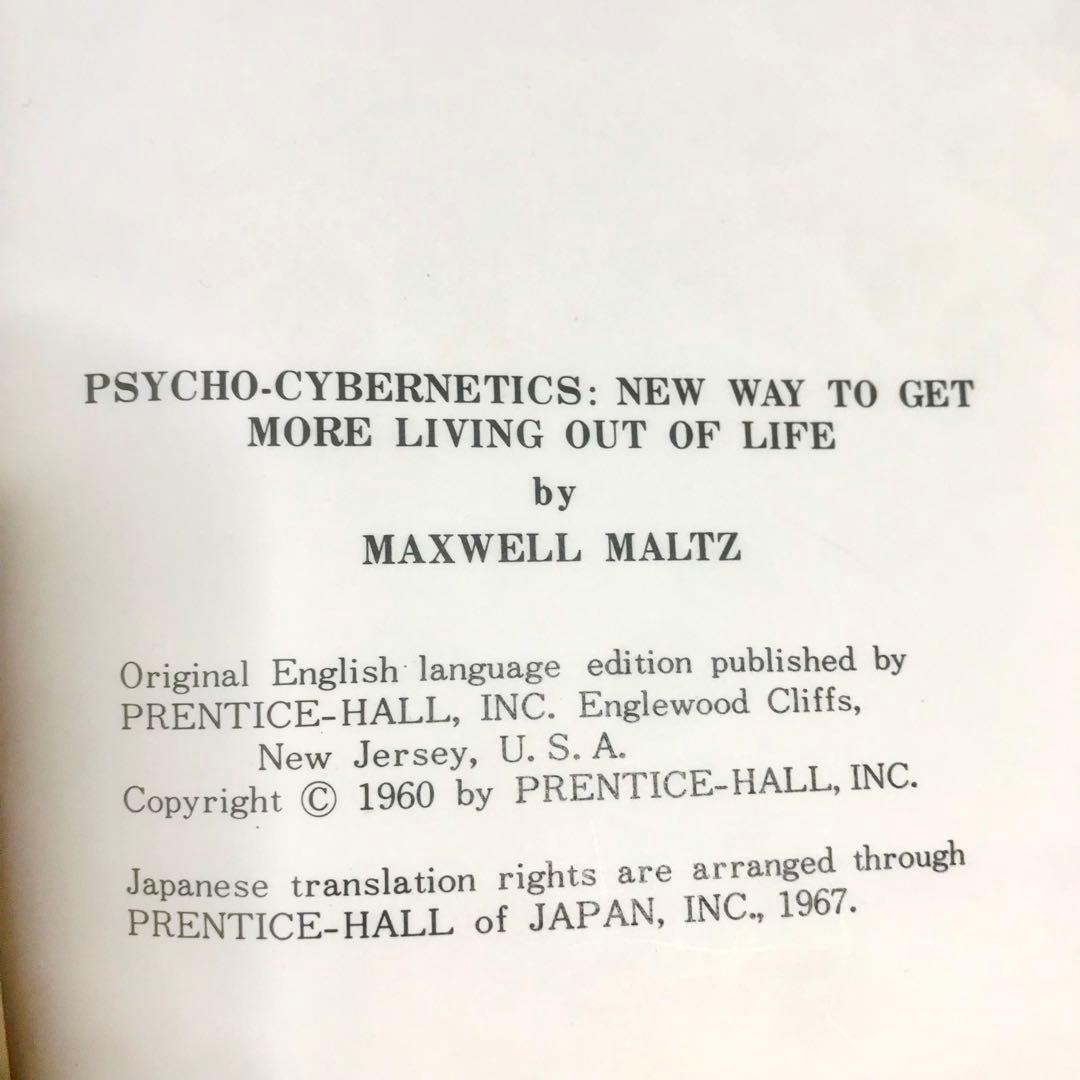 PSYCHO-CYBERNETICS: NEW WAY TO GET
MORE LIVING OUT OF LIFE
by
MAXWELL MALTZ
Original English language edition published by
PRENTICE-HALL, INC. Englewood Cliffs,
New Jersey, U. S. A.
Copyright © 1960 by PRENTICE-HALL, INC.
Japanese translation rights are arranged through
PRENTICE-HALL of JAPAN, INC., 1967.